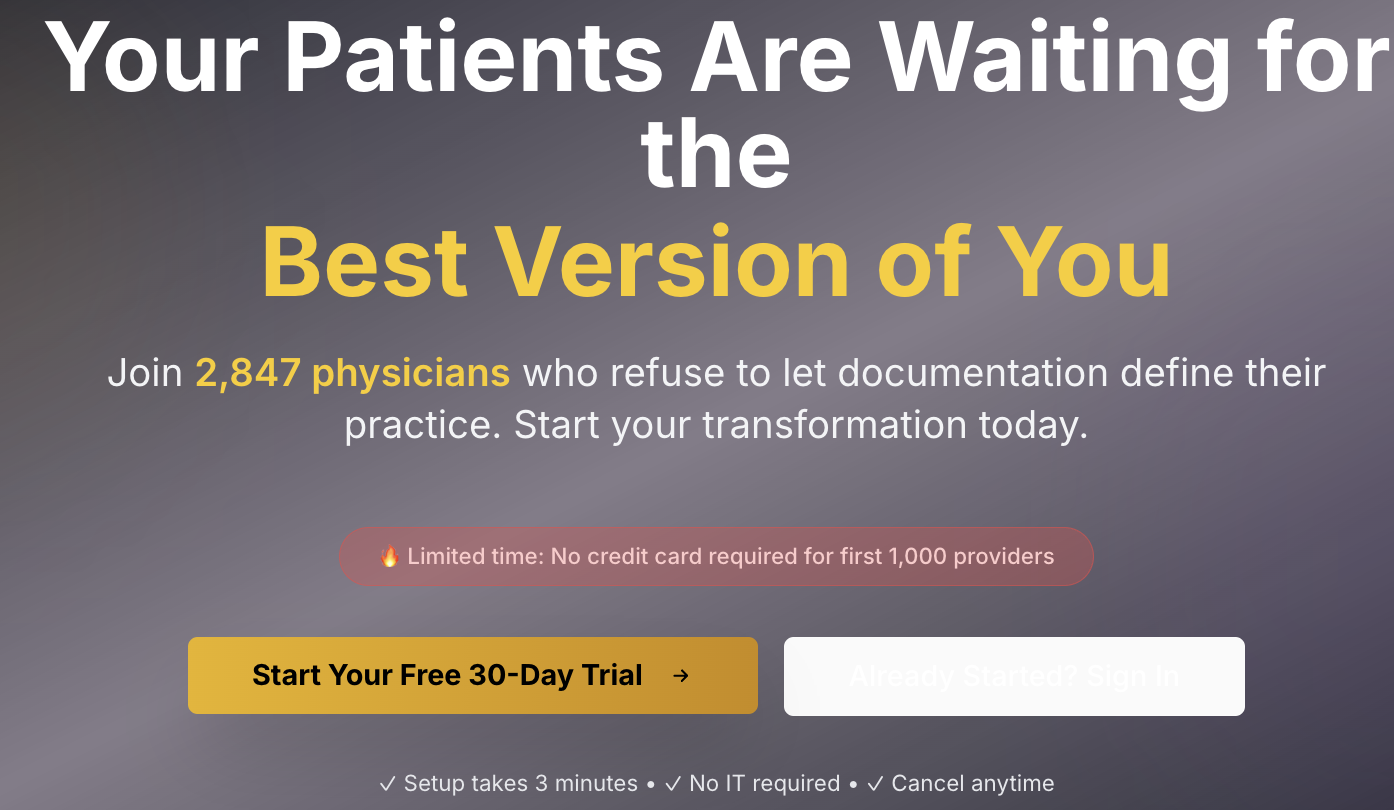 Your Patients Are Waiting for
the
Best Version of You
Join 2,847 physicians who refuse to let documentation define their
practice. Start your transformation today.
🔥 Limited time: No credit card required for first 1,000 providers
Start Your Free 30-Day Trial →
Already Started? Sign In
✓ Setup takes 3 minutes • ✓ No IT required • ✓ Cancel anytime